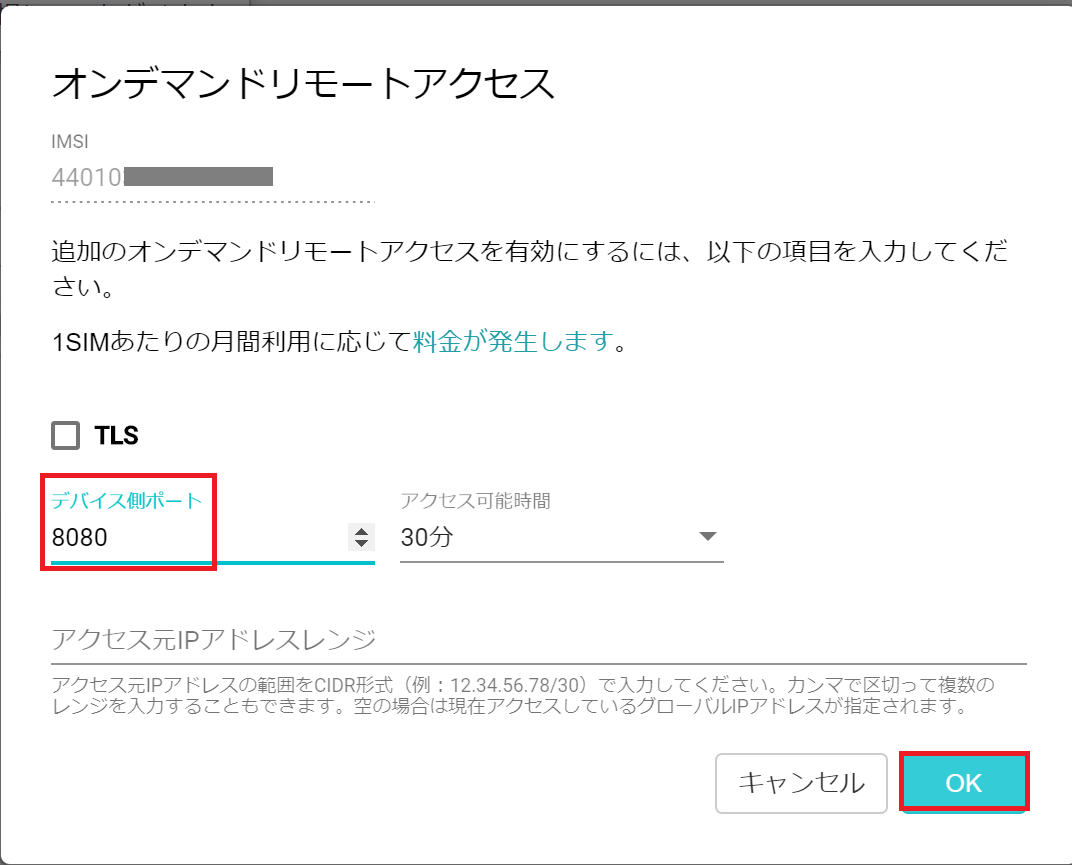 オンデマンドリモートアクセス
IMSI
44010
追加のオンデマンドリモートアクセスを有効にするには、以下の項目を入力してくだ
さい。
1SIMあたりの月間利用に応じて料金が発生します。
TLS
デバイス側ポート
アクセス可能時間
8080
30分
アクセス元IPアドレスレンジ
アクセス元IPアドレスの範囲をCIDR形式（例：12.34.56.78/30）で入力してください。カンマで区切って複数の
レンジを入力することもできます。空の場合は現在アクセスしているグローバルIPアドレスが指定されます。
キャンセル
OK